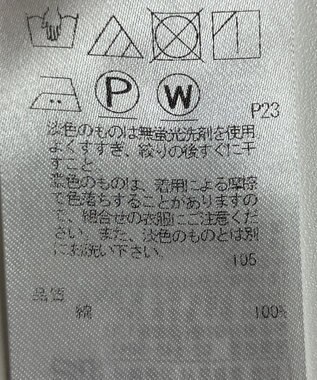 P W P23
淡色のものは無蛍光洗剤を使用
よくすすぎ、絞りの後すぐに干
すこと
濃色のものは、着用による摩擦
で色落ちすることがありますの
で、組合せの衣服にご注意くだ
さい。また、淡色のものとは別
にお洗い下さい。
105
品質
綿 100%